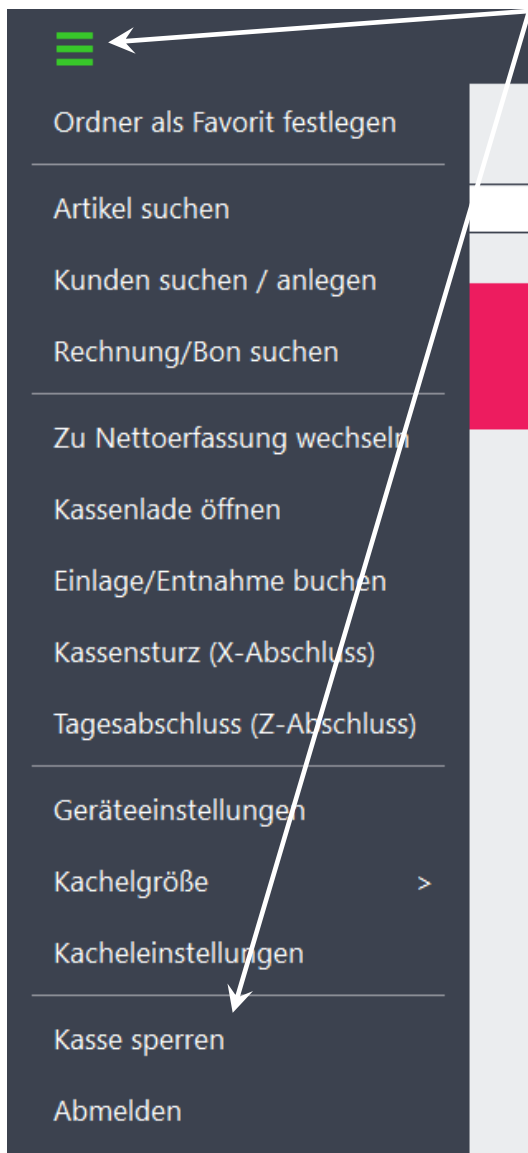 Ordner als Favorit festlegen
Artikel suchen
Kunden suchen / anlegen
Rechnung/Bon suchen
Zu Nettoerfassung wechseln
Kassenlade öffnen
Einlage/Entnahme buchen
Kassensturz (X-Abschluss)
Tagesabschluss (Z-Abschluss)
Geräteeinstellungen
Kachelgröße >
Kacheleinstellungen
Kasse sperren
Abmelden